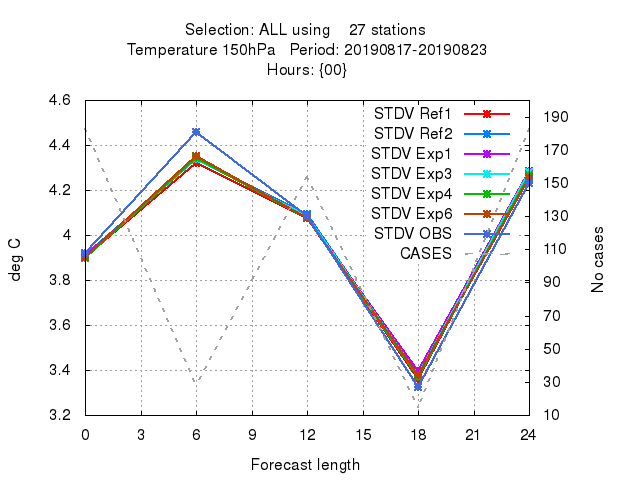 Selection: ALL using    27 stations
Temperature 150hPa   Period: 20190817-20190823
Hours: {00}
4.6
4.4
4.2
4
3.8
3.6
3.4
3.2
deg C
STDV Ref1
STDV Ref2
STDV Exp1
STDV Exp3
STDV Exp4
STDV Exp6
STDV OBS
CASES
190
170
150
130
110
90
70
50
30
10
No cases
0 3 6 9 12 15 18 21 24
Forecast length